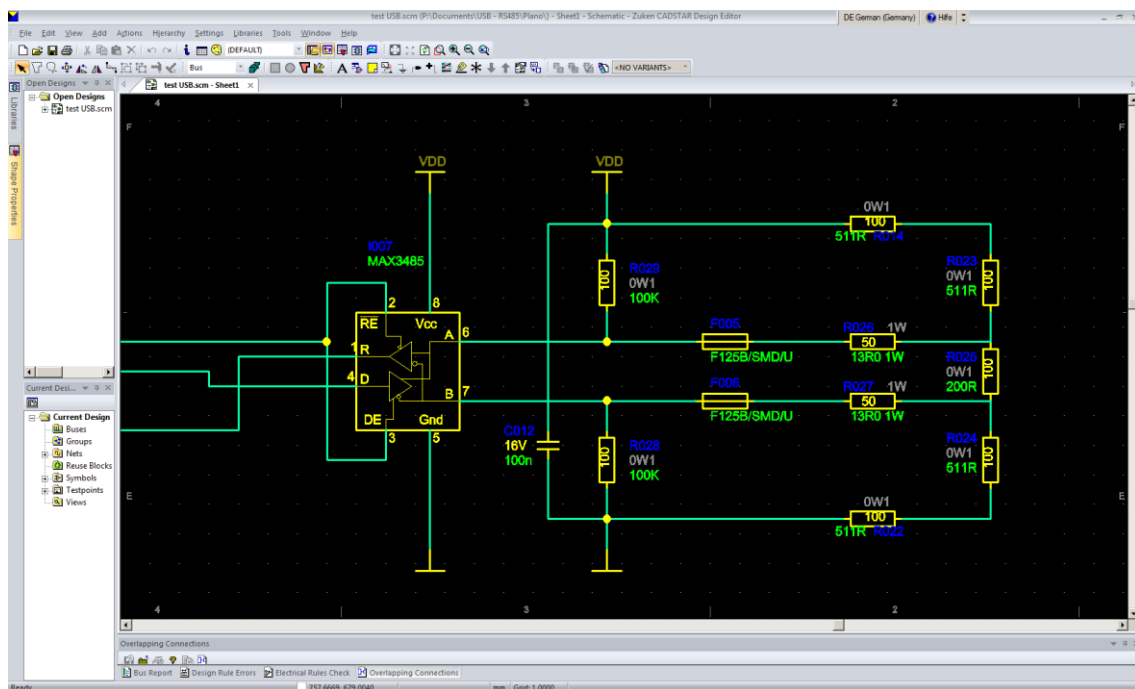 test USB.scm (P:\Documents\USB - RS485\Plano\) - Sheet1 - Schematic - Zuken CADSTAR Design Editor
DE German (Germany) Hilfe
File Edit View Add Actions Hierarchy Settings Libraries Tools Window Help
(DEFAULT)
Bus
<NO VARIANTS>
Open Designs
test USB.scm - Sheet1
Open Designs
test USB.scm
Libraries
Shape Properties
4 3 2
F F
VDD VDD
0W1
100
511R R014
I007
MAX3485
R029
0W1
100K
100
R023
0W1
511R
100
2 8
RE Vcc
A 6
1 R
4 D
B 7
DE Gnd
3 5
F005
F125B/SMD/U
R026 1W
50
13R0 1W
R025
0W1
200R
100
F006
F125B/SMD/U
R027 1W
50
13R0 1W
C012
16V
100n
R028
0W1
100K
100
R024
0W1
511R
100
E E
0W1
100
511R R022
4 3 2
Current Desi...
Current Design
Buses
Groups
Nets
Reuse Blocks
Symbols
Testpoints
Views
Overlapping Connections
Bus Report Design Rule Errors Electrical Rules Check Overlapping Connections
Ready 757.6669, 679.0040 mm Grid: 1.0000